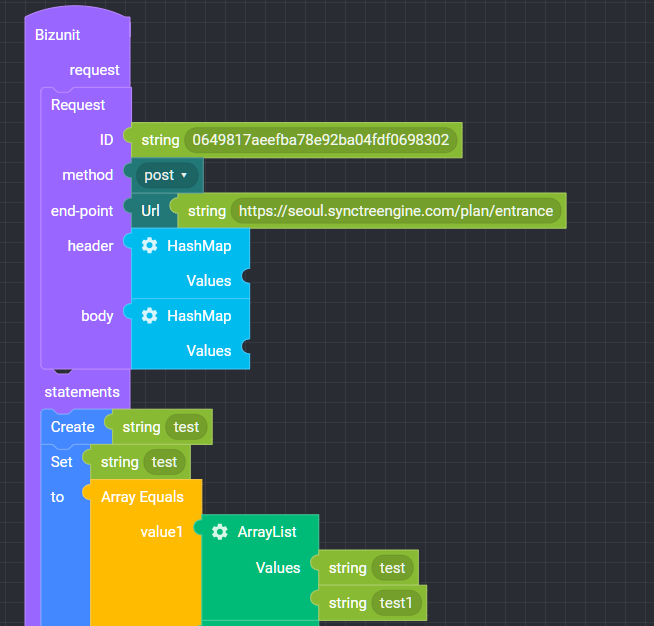 Bizunit
request
Request
ID string 0649817aeefba78e92ba04fdf0698302
method post
end-point Url string https://seoul.synctreengine.com/plan/entrance
header HashMap
Values
body HashMap
Values
statements
Create string test
Set string test
to Array Equals
value1 ArrayList
Values string test
string test1